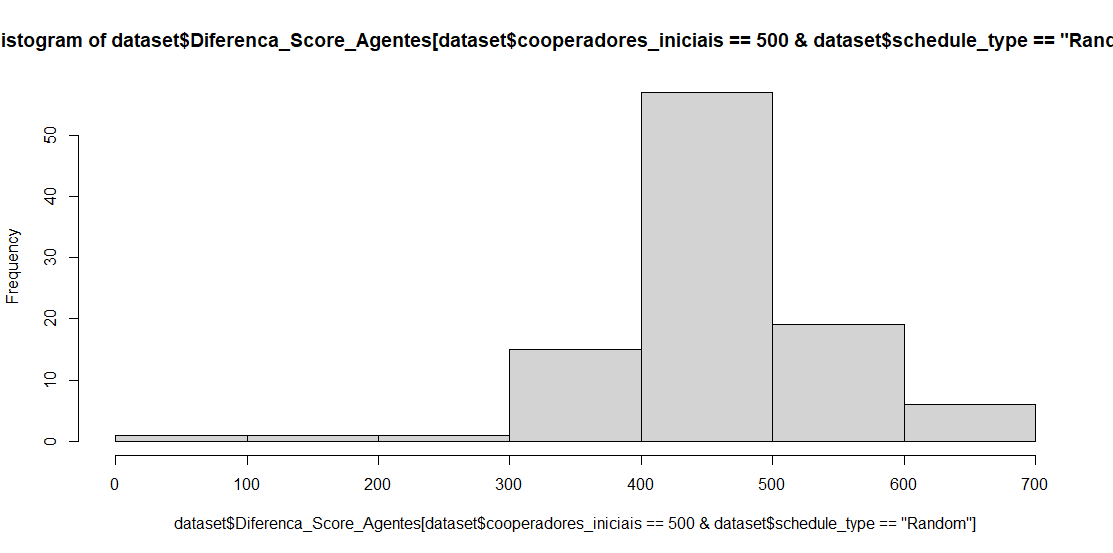 istogram of dataset$Diferenca_Score_Agentes[dataset$cooperadores_iniciais == 500 & dataset$schedule_type == "Rand
Frequency
50
40
30
20
10
0
0 100 200 300 400 500 600 700
dataset$Diferenca_Score_Agentes[dataset$cooperadores_iniciais == 500 & dataset$schedule_type == "Random"]